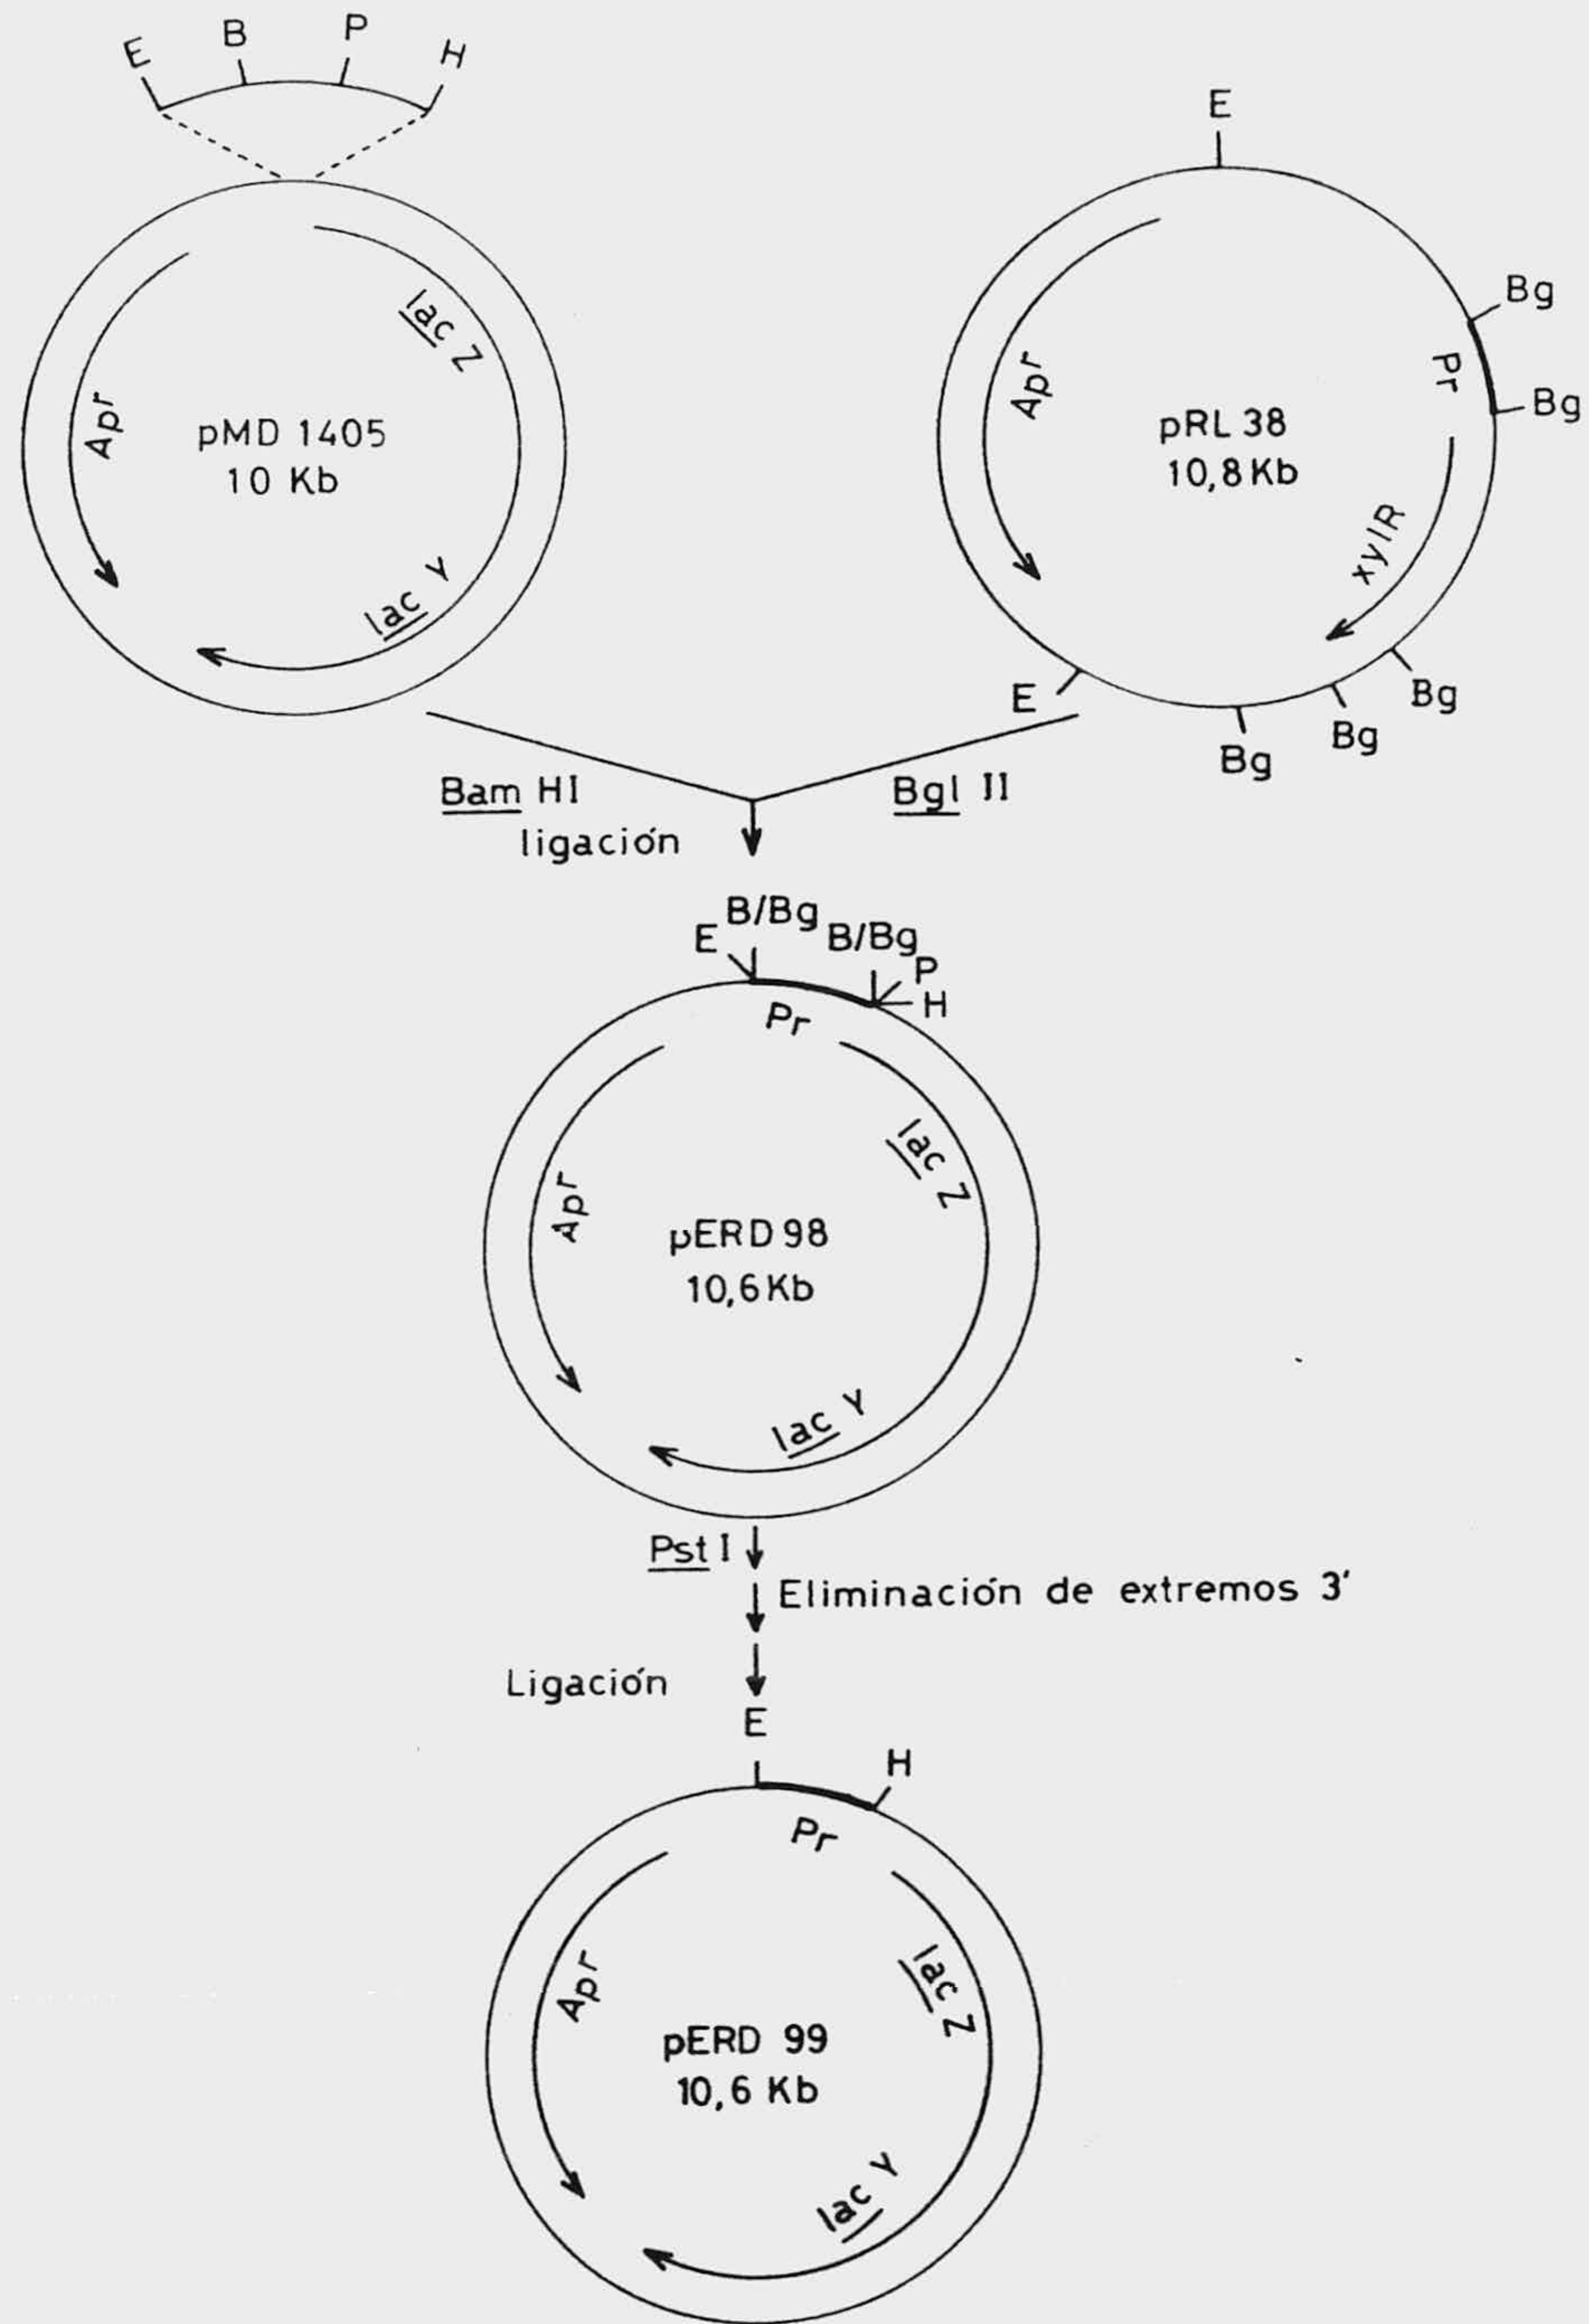 E
B
P
H
lac Z
Apʳ
pMD 1405
10 Kb
lac Y
E
Bg
Pr
Bg
Apʳ
pRL 38
10,8 Kb
xylR
E
Bg
Bg
Bg
Bam HI
Bgl II
ligación
E
B/Bg
B/Bg
P
H
Pr
lac Z
Apʳ
pERD 98
10,6 Kb
lac Y
Pst I
Eliminación de extremos 3'
Ligación
E
H
Pr
Apʳ
lac Z
pERD 99
10,6 Kb
lac Y